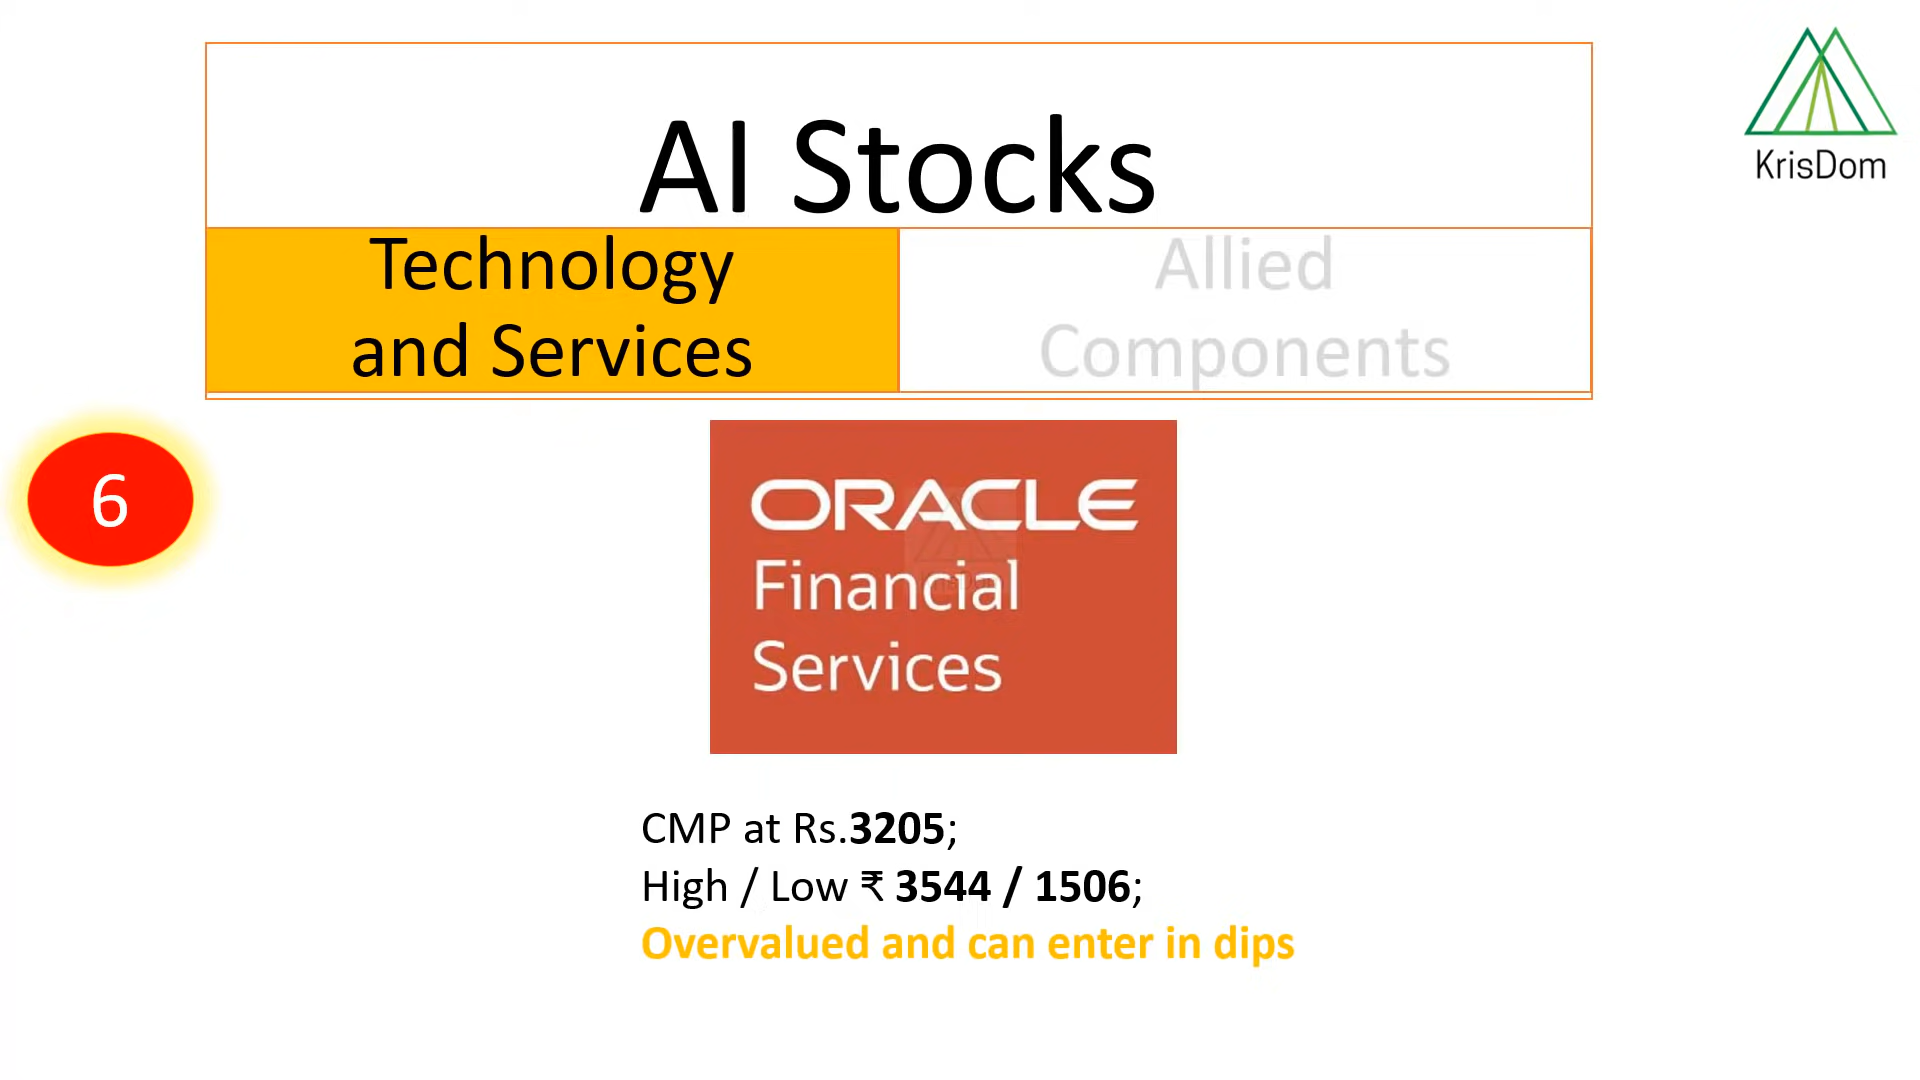 AI Stocks
KrisDom
Technology
and Services
Allied
Components
6
ORACLE
Financial
Services
CMP at Rs.3205;
High / Low ₹ 3544 / 1506;
Overvalued and can enter in dips